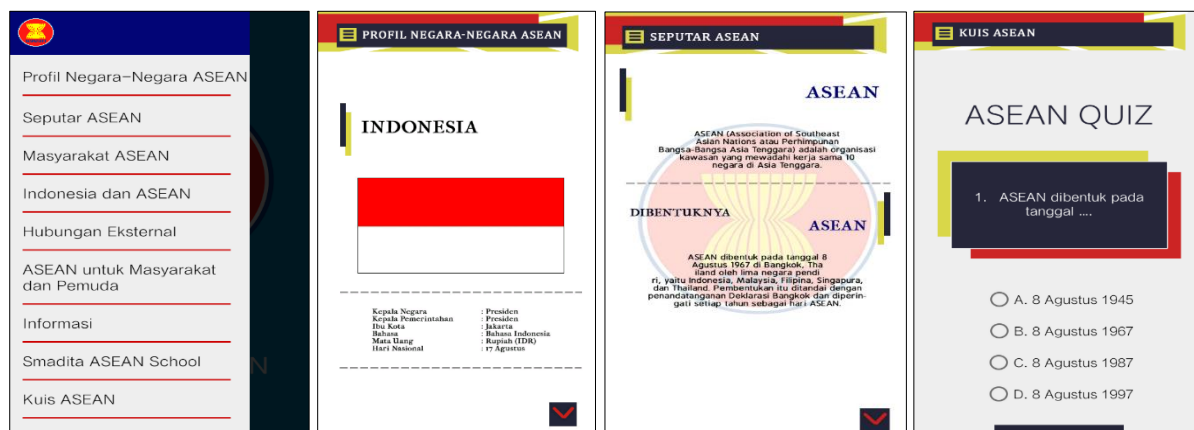 Profil Negara-Negara ASEAN
Seputar ASEAN
Masyarakat ASEAN
Indonesia dan ASEAN
Hubungan Eksternal
ASEAN untuk Masyarakat
dan Pemuda
Informasi
Smadita ASEAN School
Kuis ASEAN
N
PROFIL NEGARA-NEGARA ASEAN
INDONESIA
Kepala Negara : Presiden
Kepala Pemerintahan : Presiden
Ibu Kota : Jakarta
Bahasa : Bahasa Indonesia
Mata Uang : Rupiah (IDR)
Hari Nasional : 17 Agustus
SEPUTAR ASEAN
ASEAN
ASEAN (Association of Southeast
Asian Nations atau Perhimpunan
Bangsa-Bangsa Asia Tenggara) adalah organisasi
kawasan yang mewadahi kerja sama 10
negara di Asia Tenggara.
DIBENTUKNYA
ASEAN
ASEAN dibentuk pada tanggal 8
Agustus 1967 di Bangkok, Tha
iland oleh lima negara pendi
ri, yaitu Indonesia, Malaysia, Filipina, Singapura,
dan Thailand. Pembentukan itu ditandai dengan
penandatanganan Deklarasi Bangkok dan diperin-
gati setiap tahun sebagai hari ASEAN.
KUIS ASEAN
ASEAN QUIZ
1. ASEAN dibentuk pada
tanggal ....
A. 8 Agustus 1945
B. 8 Agustus 1967
C. 8 Agustus 1987
D. 8 Agustus 1997